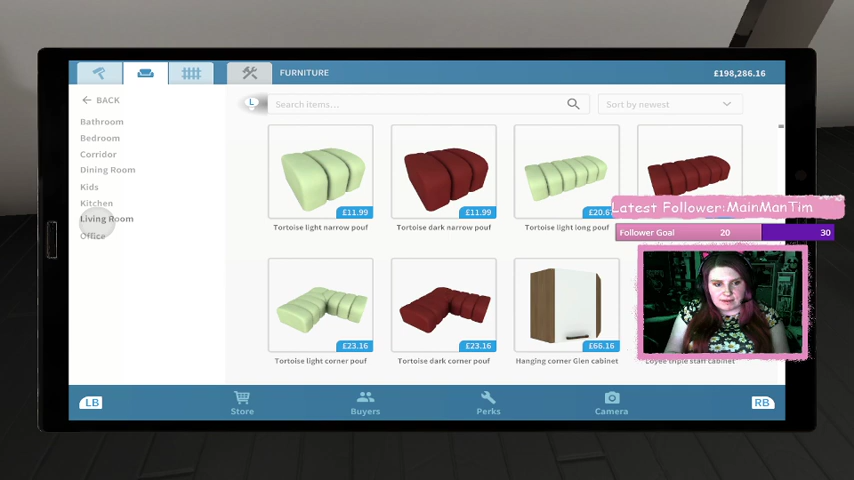 FURNITURE
£198,286.16
BACK
L
Search items...
Sort by newest
Bathroom
Bedroom
Corridor
Dining Room
Kids
Kitchen
Living Room
Office
£11.99
£11.99
Tortoise light narrow pouf
Tortoise dark narrow pouf
Tortoise light long pouf
Latest Follower:MainManTim
Follower Goal 20 30
£23.16
£23.16
£66.16
Tortoise light corner pouf
Tortoise dark corner pouf
Hanging corner Glen cabinet
LB
Store
Buyers
Perks
Camera
RB